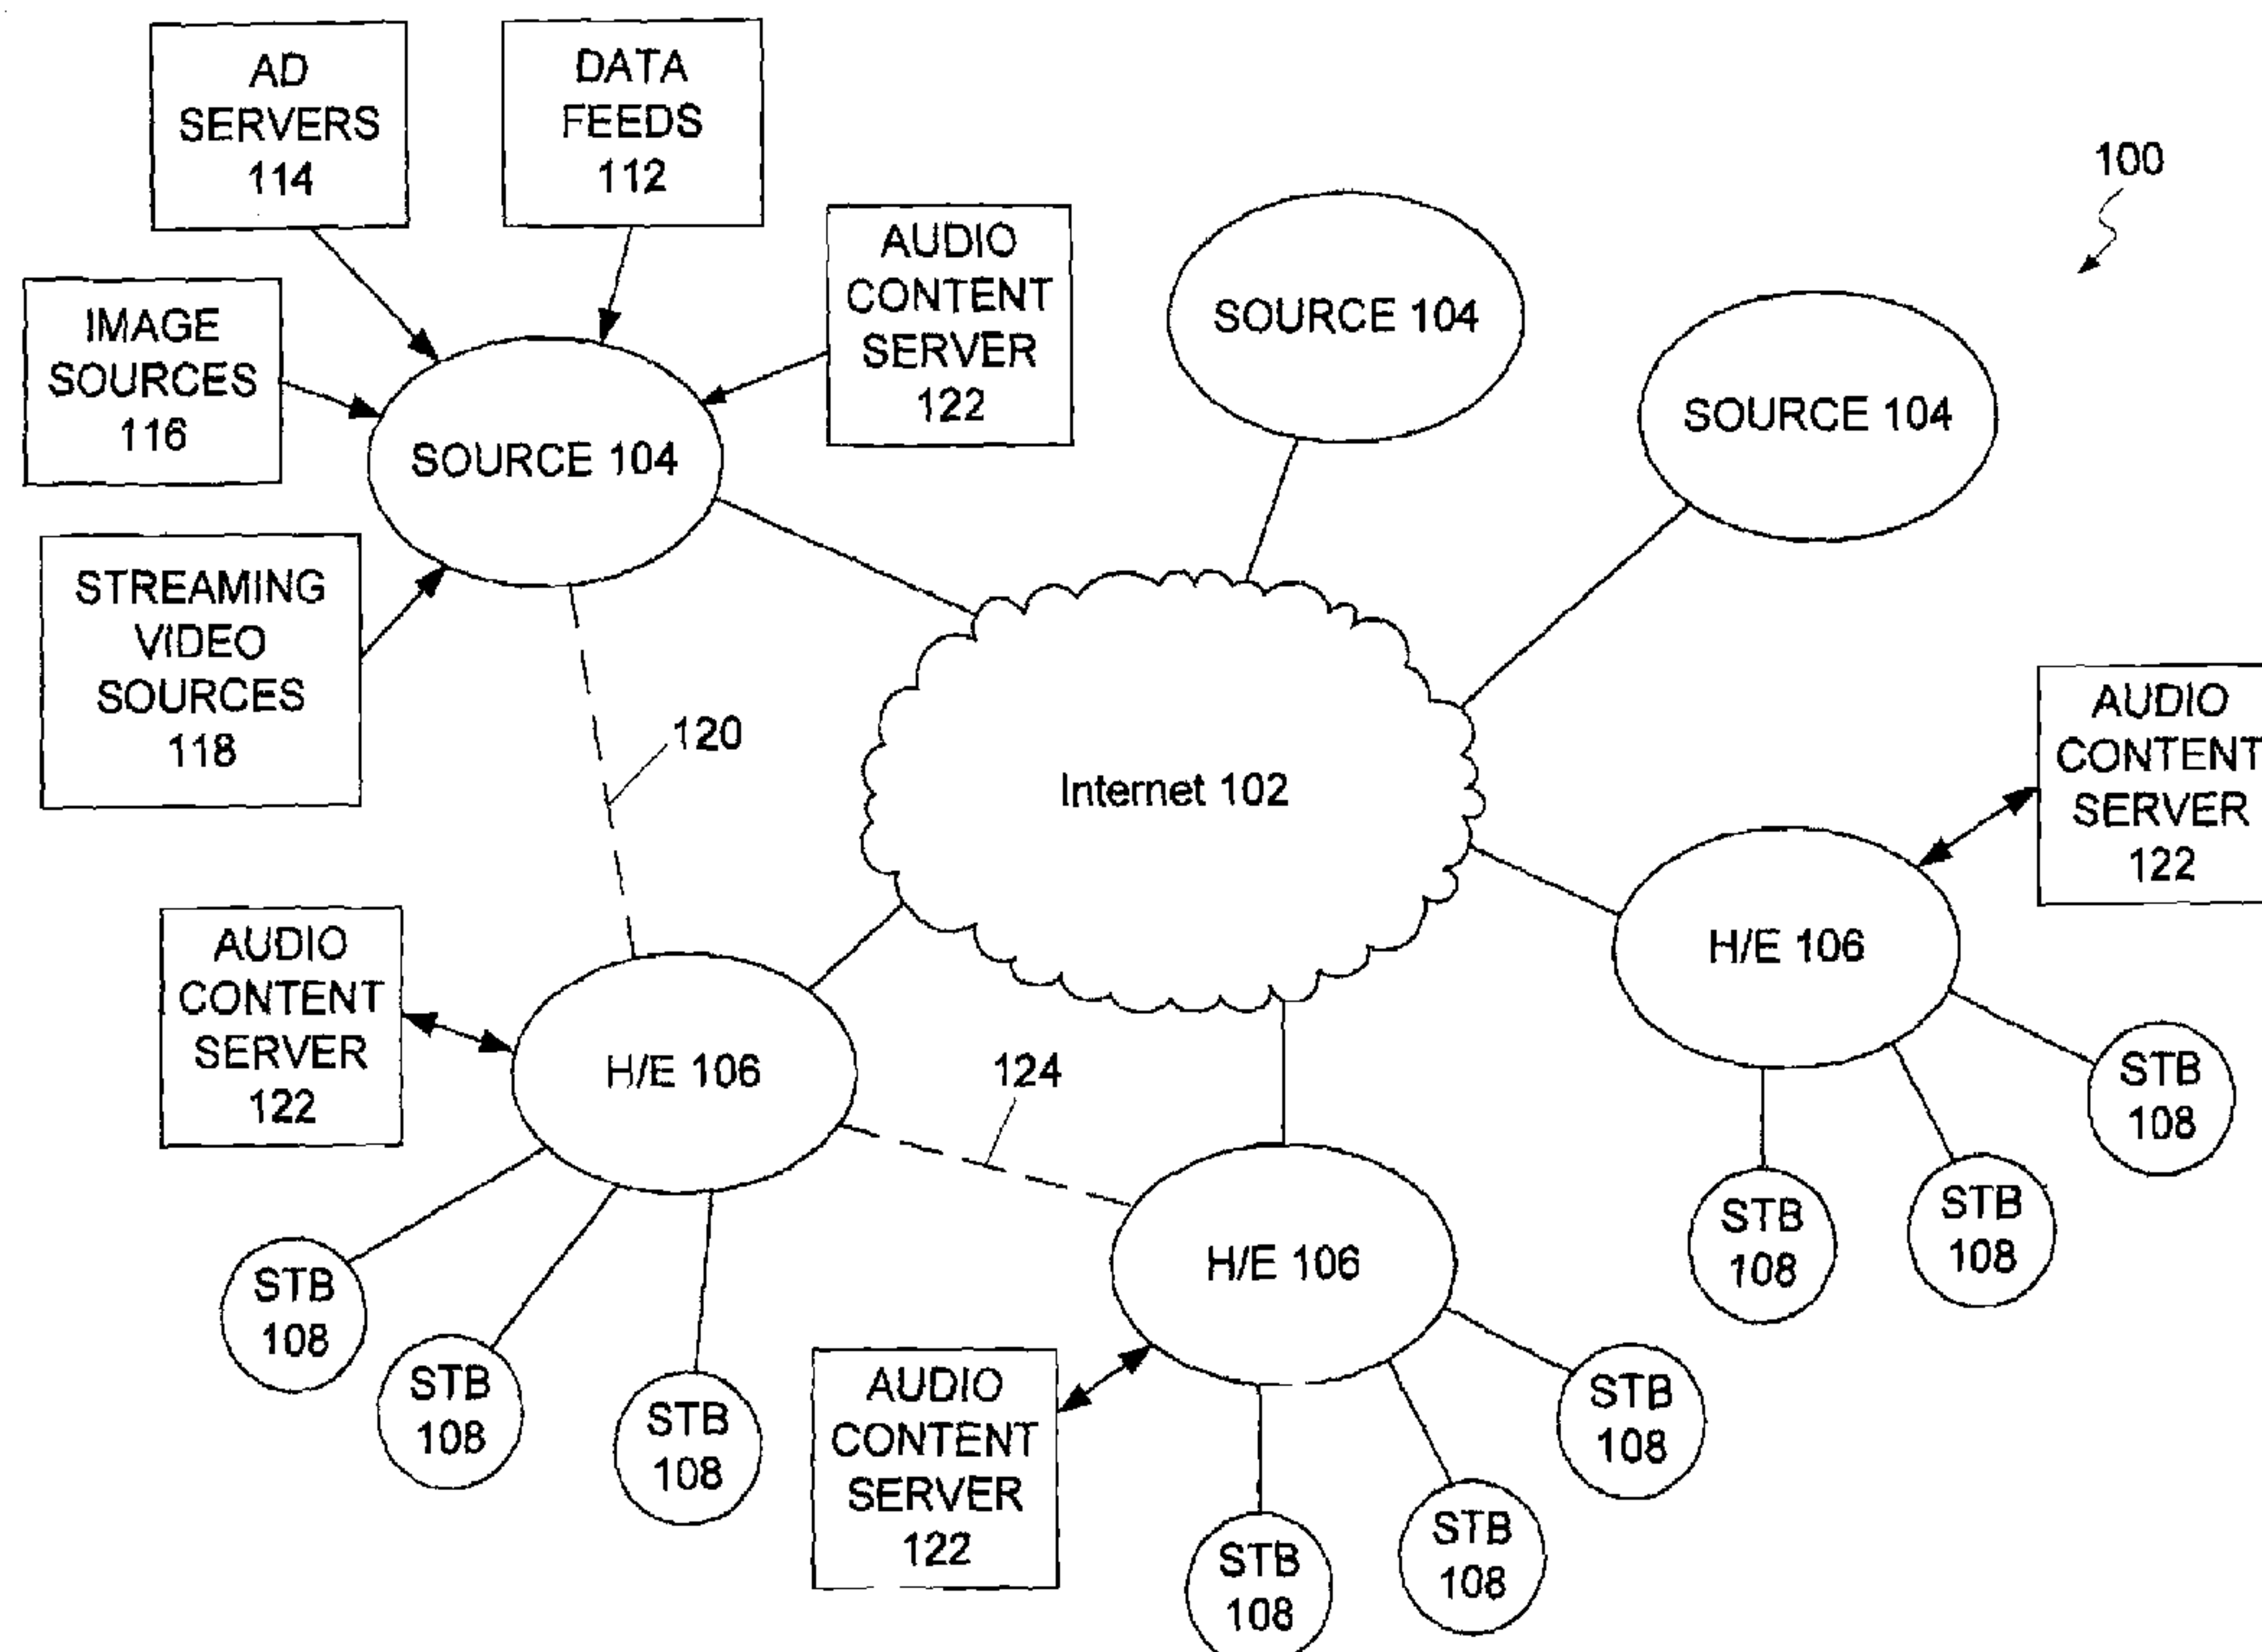 AD
SERVERS
114
DATA
FEEDS
112
100
AUDIO
CONTENT
SERVER
122
SOURCE 104
SOURCE 104
IMAGE
SOURCES
116
SOURCE 104
STREAMING
VIDEO
SOURCES
118
120
Internet 102
AUDIO
CONTENT
SERVER
122
H/E 106
AUDIO
CONTENT
SERVER
122
H/E 106
124
STB
108
STB
108
STB
108
H/E 106
STB
108
STB
108
STB
108
AUDIO
CONTENT
SERVER
122
STB
108
STB
108
STB
108